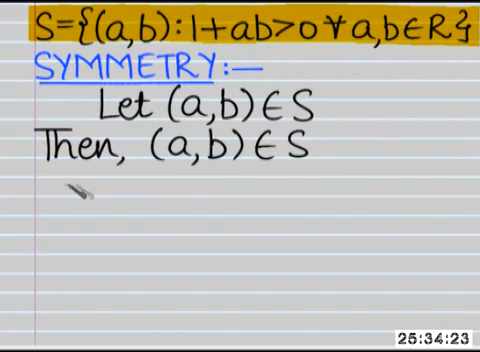 S={(a,b):1+ab>0 ∀ a,b∈R}
SYMMETRY:—
Let (a,b)∈S
Then, (a,b)∈S
25:34:23